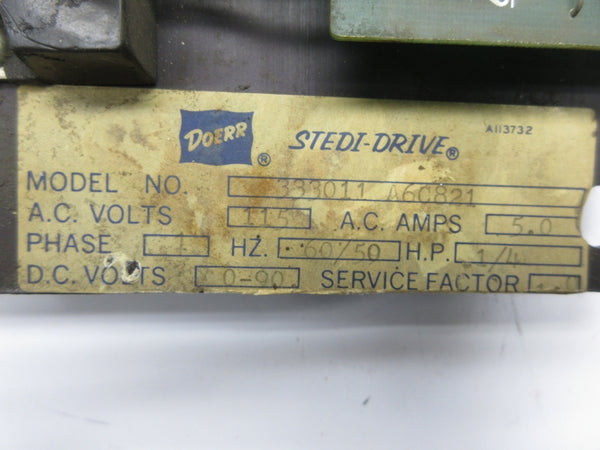 DOERR ® STEDI-DRIVE ® A113732
MODEL NO. 333011 A6C821
A.C. VOLTS 115 A.C. AMPS 5.0
PHASE 1 HZ. 60/50 H.P. 1/4
D.C. VOLTS 0-90 SERVICE FACTOR 1.0